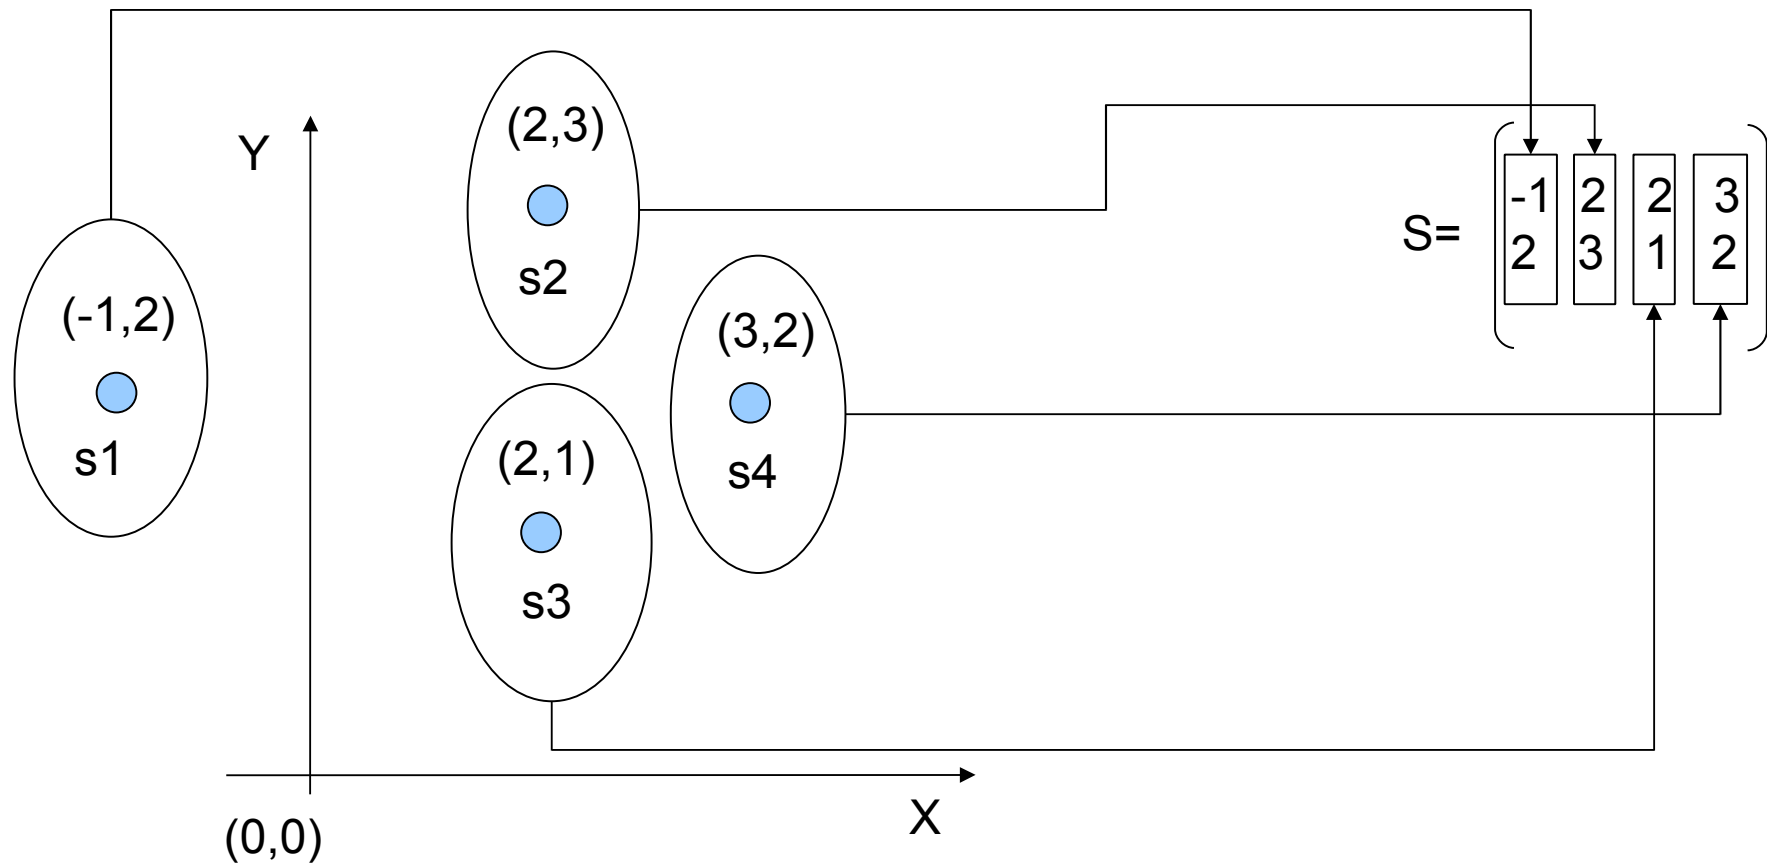 (2,3)
Y
s2
S=
-1 2 2 3
2 3 1 2
(-1,2)
s1
(3,2)
s4
(2,1)
s3
X
(0,0)